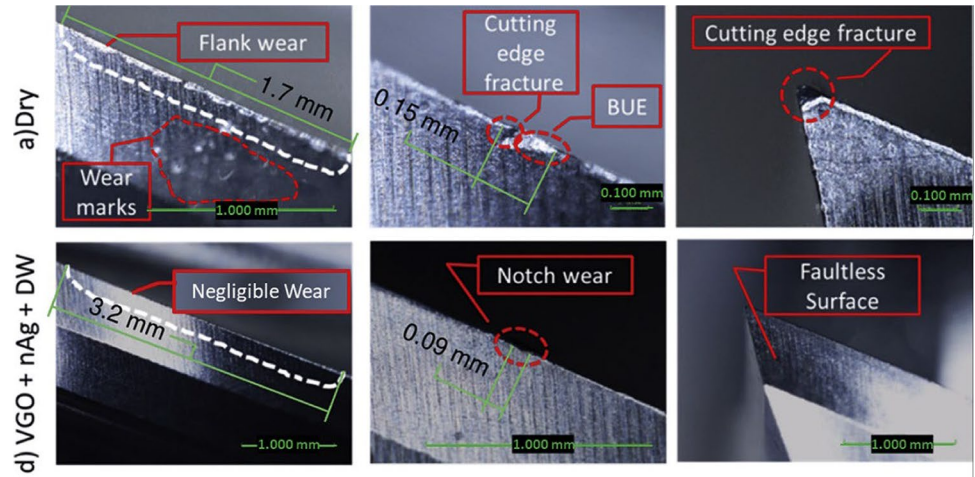 a)Dry
Flank wear
1.7 mm
Wear
marks
1.000 mm
Cutting
edge
fracture
BUE
0.15 mm
0.100 mm
Cutting edge fracture
0.100 mm
d) VGO + nAg + DW
Negligible Wear
3.2 mm
1.000 mm
Notch wear
0.09 mm
1.000 mm
Faultless
Surface
1.000 mm